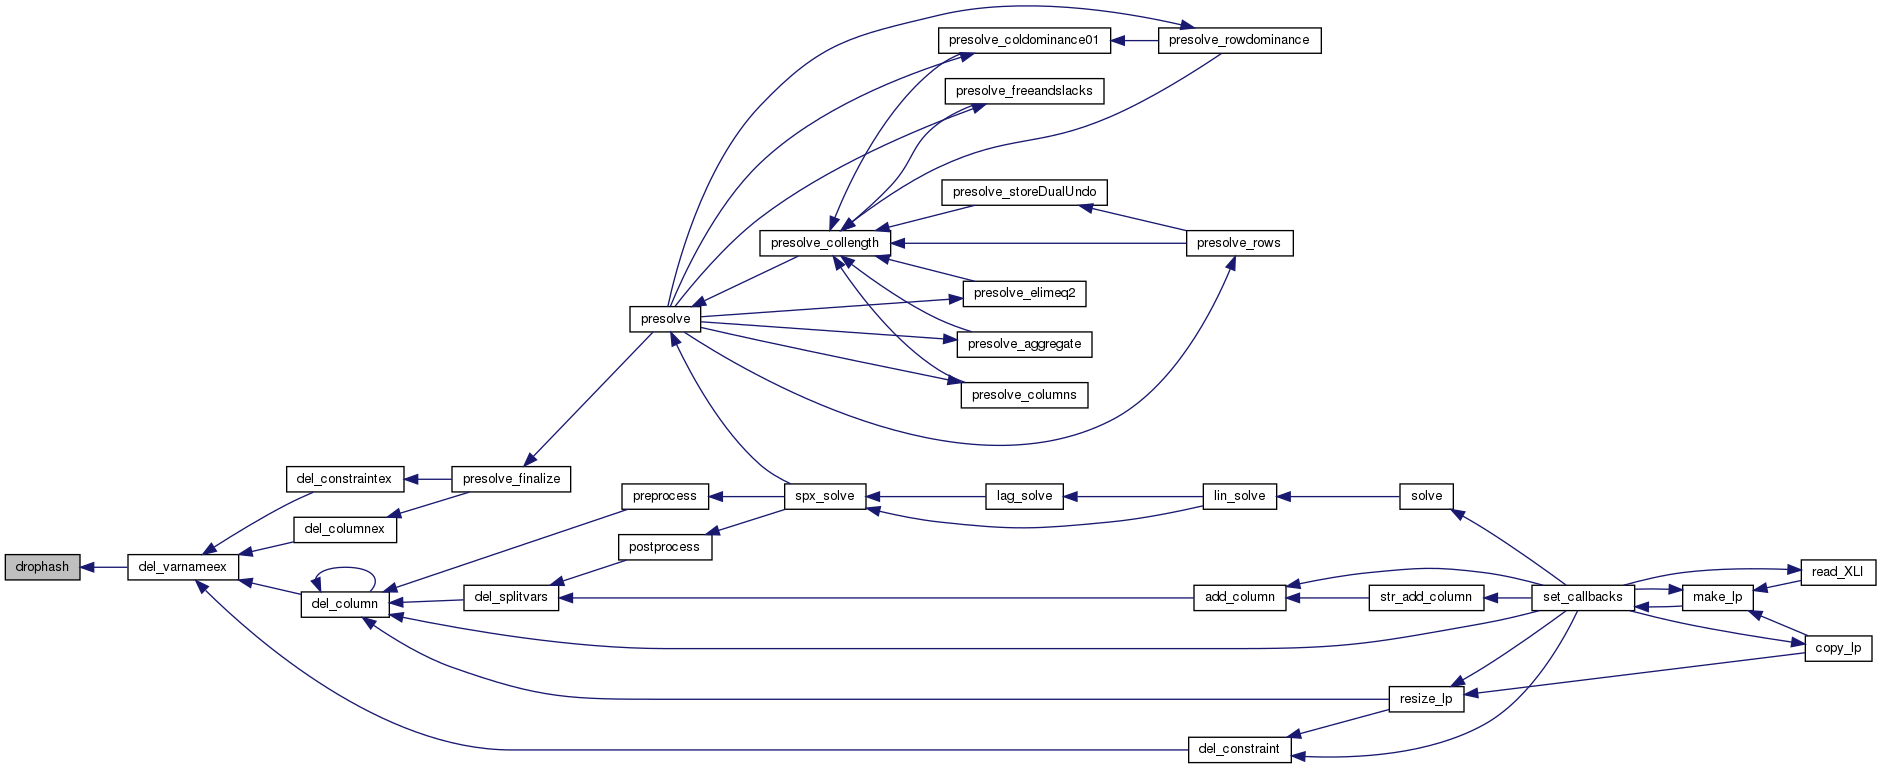 presolve_coldominance01
presolve_rowdominance
presolve_freeandslacks
presolve_storeDualUndo
presolve_collength
presolve_rows
presolve_elimeq2
presolve
presolve_aggregate
presolve_columns
del_constraintex
presolve_finalize
preprocess
spx_solve
lag_solve
lin_solve
solve
del_columnex
postprocess
drophash
del_varnameex
read_XLI
del_column
del_splitvars
add_column
str_add_column
set_callbacks
make_lp
copy_lp
resize_lp
del_constraint